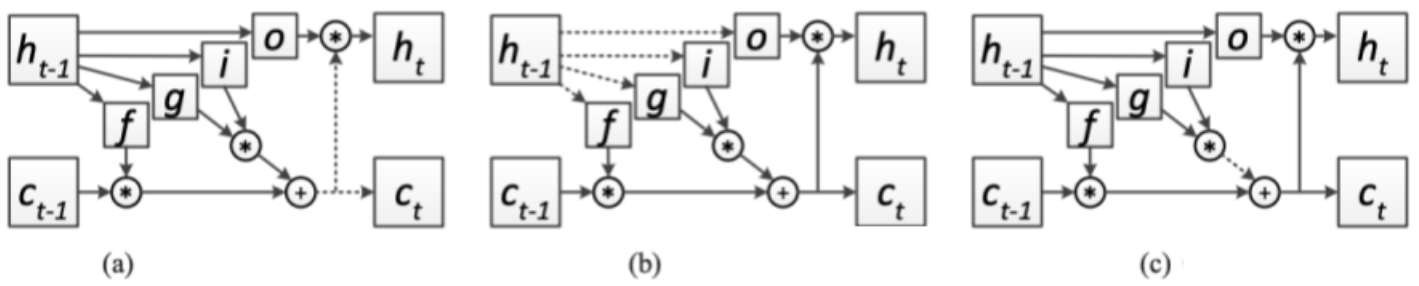 h_{t-1} o * h_t
i
g
f *
c_{t-1} * + c_t
(a)
h_{t-1} o * h_t
i
g
f *
c_{t-1} * + c_t
(b)
h_{t-1} o * h_t
i
g
f *
c_{t-1} * + c_t
(c)